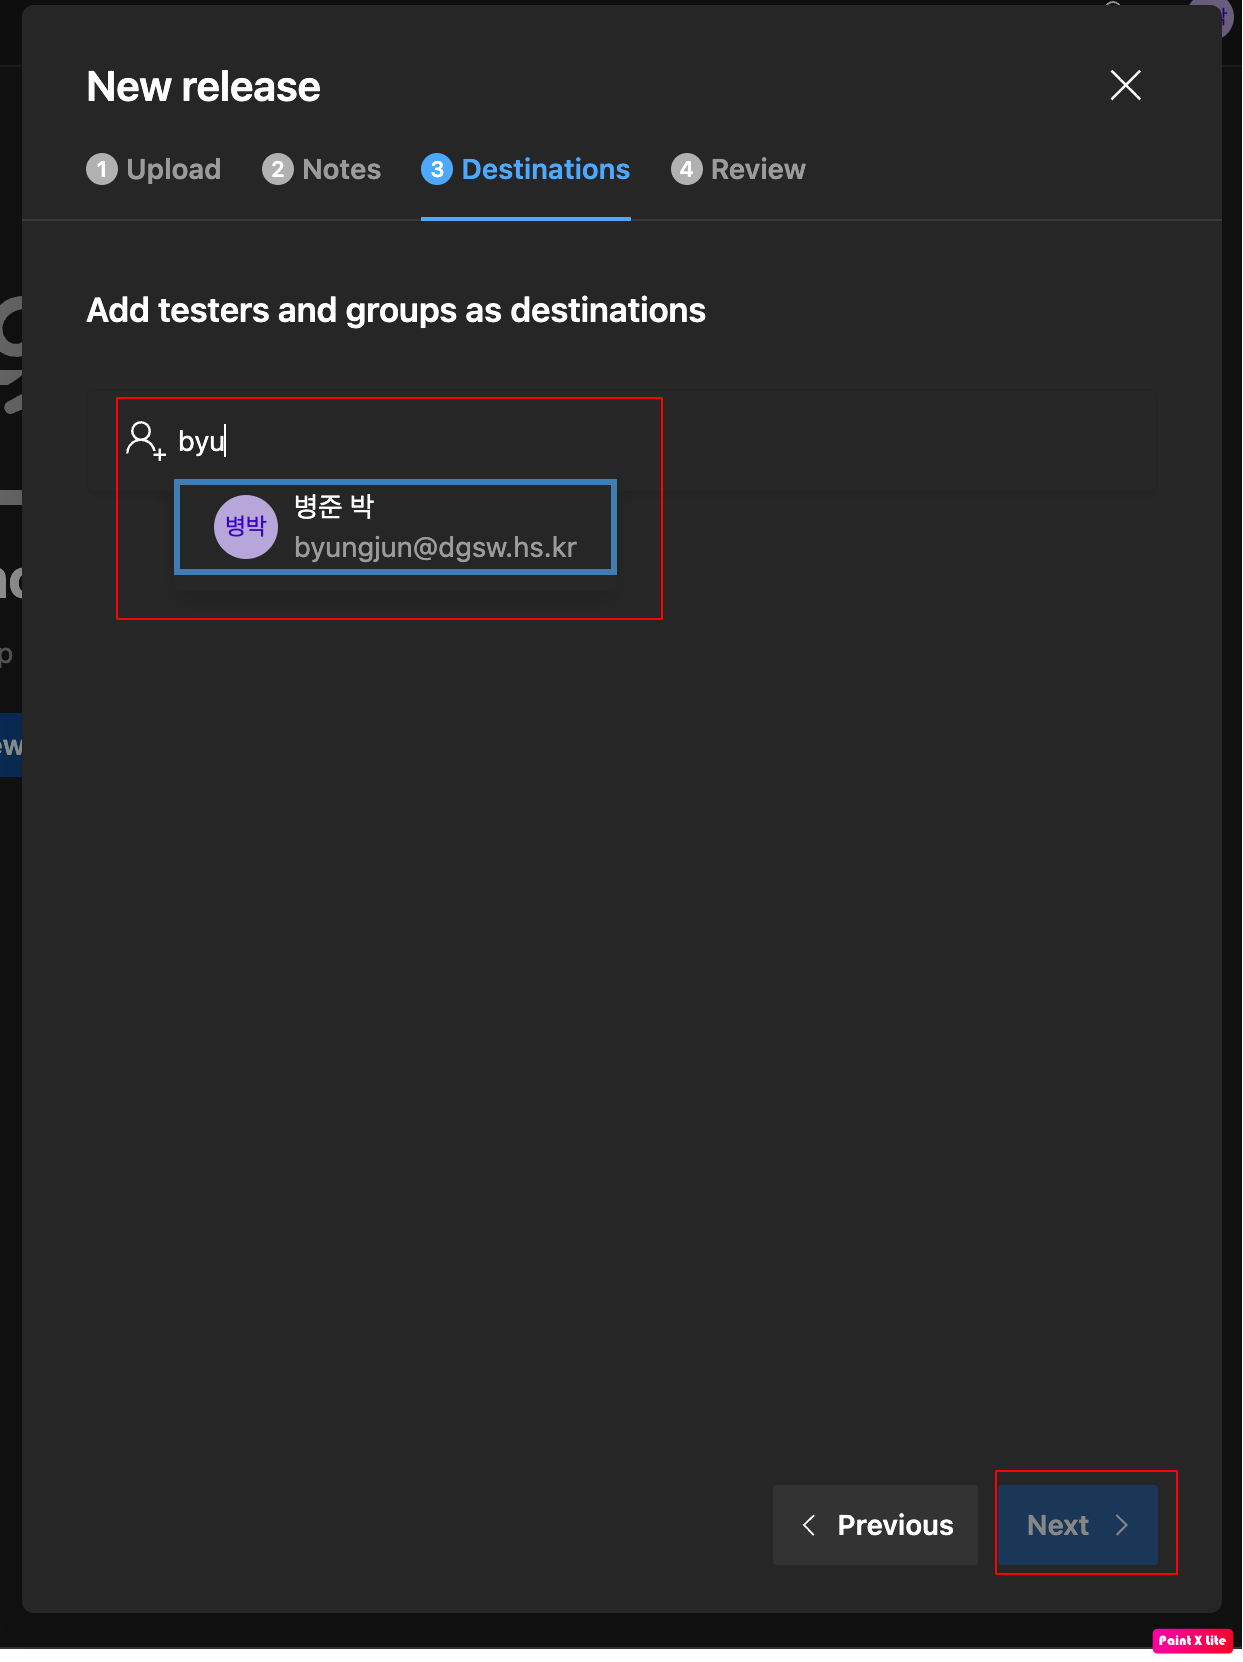 New release
1 Upload 2 Notes 3 Destinations 4 Review
Add testers and groups as destinations
byu
병박
병준 박
byungjun@dgsw.hs.kr
p
ew
Previous
Next
Paint X Lite